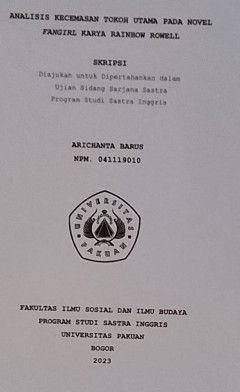 ANALISIS KECEMASAN TOKOH UTAMA PADA NOVEL
FANGIRL KARYA RAINBOW ROWELL
SKRIPSI
Diajukan untuk Dipertahankan dalam
Ujian Sidang Sarjana Sastra
Program Studi Sastra Inggris
ARICHANTA BARUS
NPM. 041119010
UNIVERSITAS
PAKUAN
FAKULTAS ILMU SOSIAL DAN ILMU BUDAYA
PROGRAM STUDI SASTRA INGGRIS
UNIVERSITAS PAKUAN
BOGOR
2023